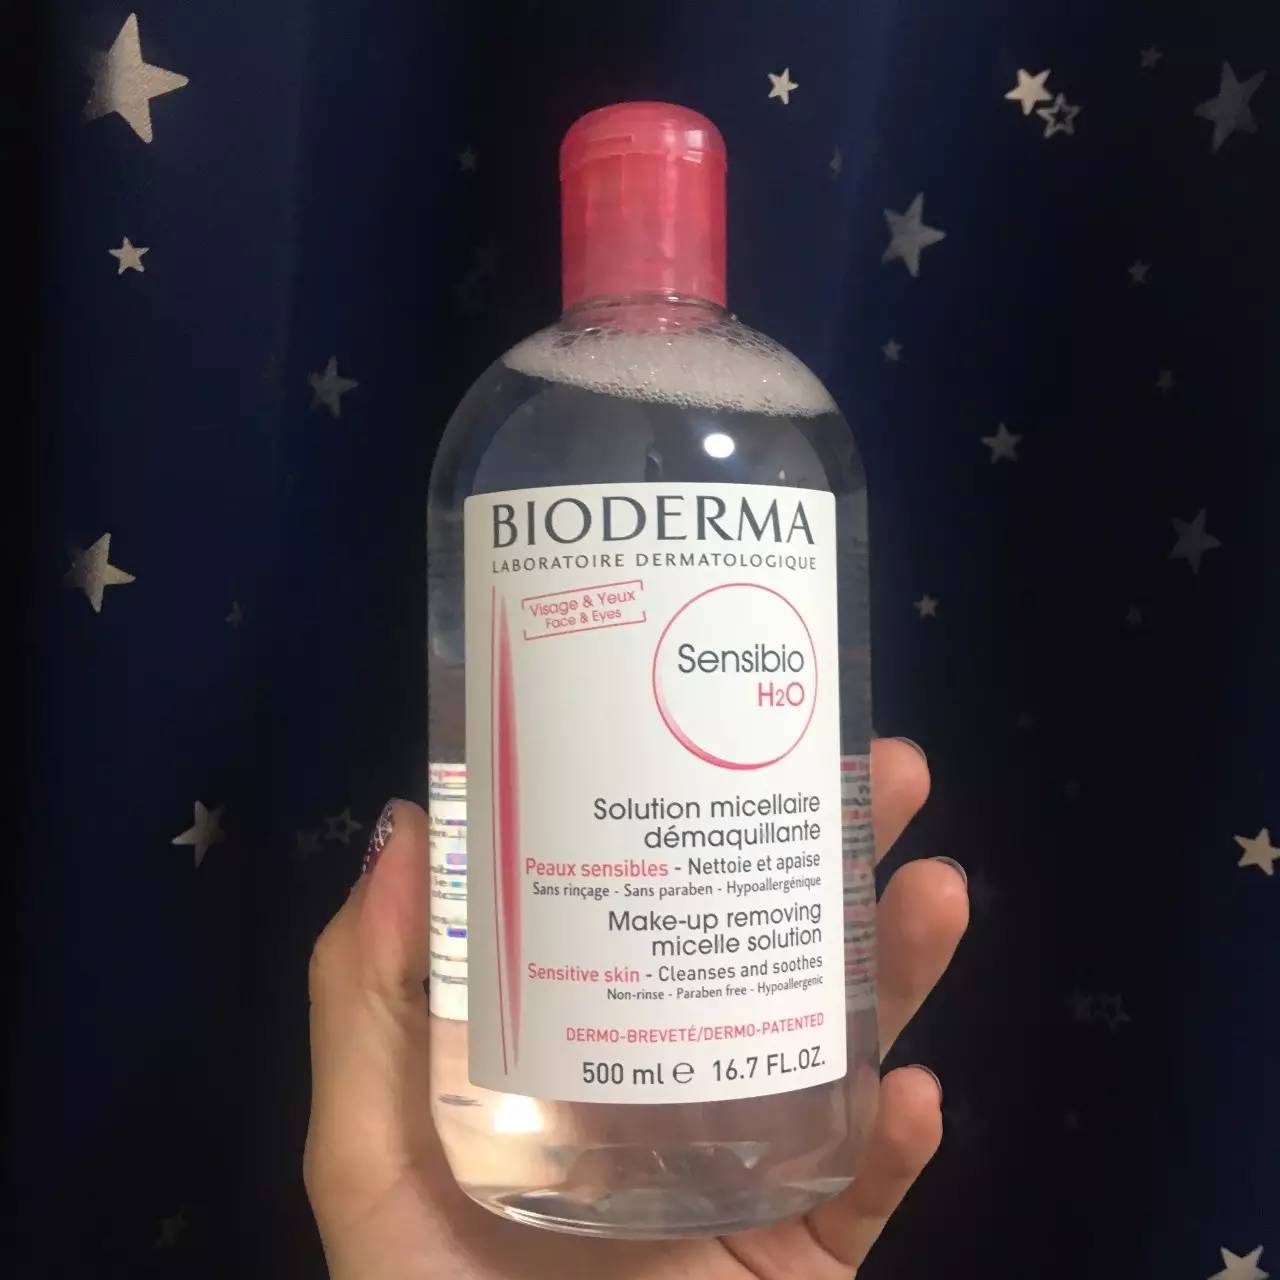 BIODERMA
LABORATOIRE DERMATOLOGIQUE
Visage & Yeux
Face & Eyes
Sensibio
H2O
Solution micellaire
démaquillante
Peaux sensibles - Nettoie et apaise
Sans rinçage - Sans paraben - Hypoallergénique
Make-up removing
micelle solution
Sensitive skin - Cleanses and soothes
Non-rinse - Paraben free - Hypoallergenic
DERMO-BREVETÉ/DERMO-PATENTED
500 ml e 16.7 FL.OZ.